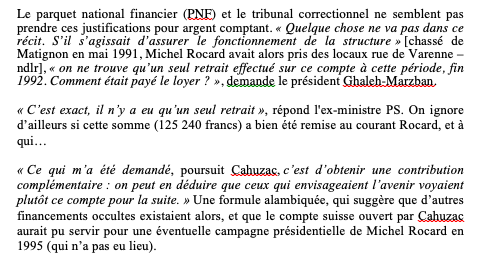 Le parquet national financier (PNF) et le tribunal correctionnel ne semblent pas
prendre ces justifications pour argent comptant. « Quelque chose ne va pas dans ce
récit. S'il s'agissait d'assurer le fonctionnement de la structure » [chassé de
Matignon en mai 1991, Michel Rocard avait alors pris des locaux rue de Varenne –
ndlr], « on ne trouve qu'un seul retrait effectué sur ce compte à cette période, fin
1992. Comment était payé le loyer ? », demande le président Ghaleh-Marzban.
« C'est exact, il n'y a eu qu'un seul retrait », répond l'ex-ministre PS. On ignore
d'ailleurs si cette somme (125 240 francs) a bien été remise au courant Rocard, et à
qui…
« Ce qui m'a été demandé, poursuit Cahuzac, c'est d'obtenir une contribution
complémentaire : on peut en déduire que ceux qui envisageaient l'avenir voyaient
plutôt ce compte pour la suite. » Une formule alambiquée, qui suggère que d'autres
financements occultes existaient alors, et que le compte suisse ouvert par Cahuzac
aurait pu servir pour une éventuelle campagne présidentielle de Michel Rocard en
1995 (qui n'a pas eu lieu).